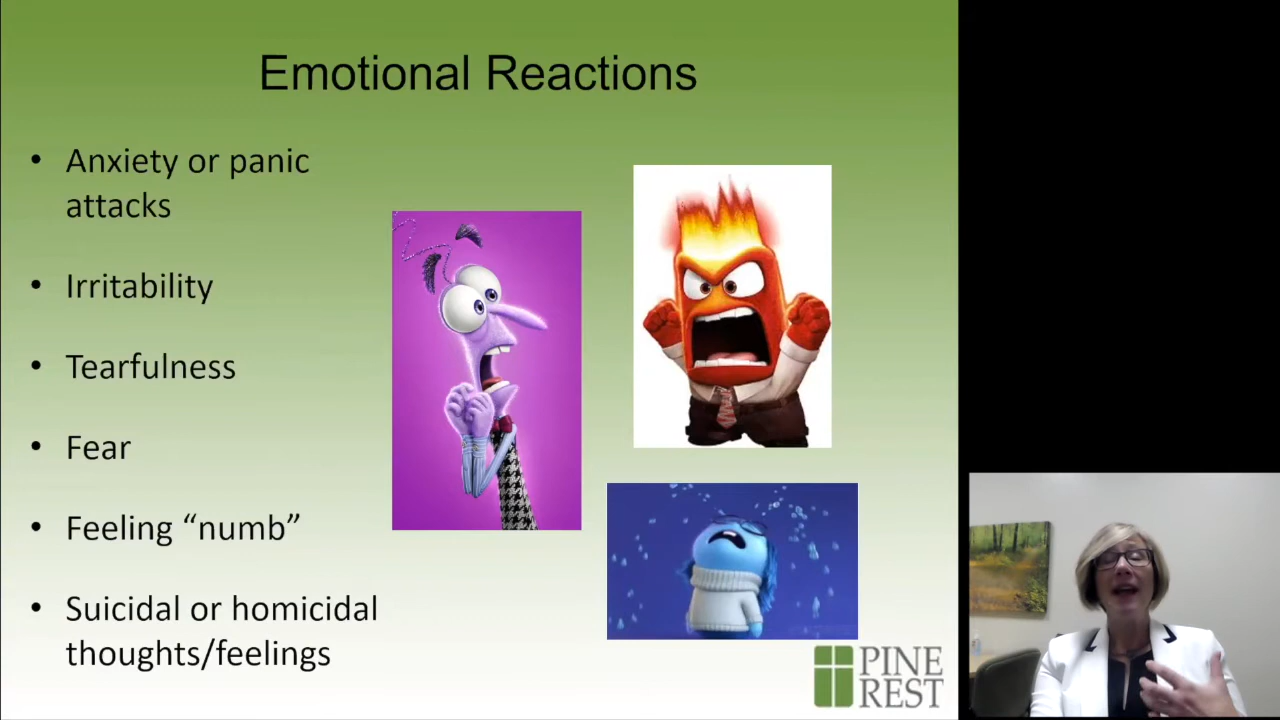 Emotional Reactions
• Anxiety or panic
attacks
• Irritability
• Tearfulness
• Fear
• Feeling “numb”
• Suicidal or homicidal
thoughts/feelings
PINE
REST